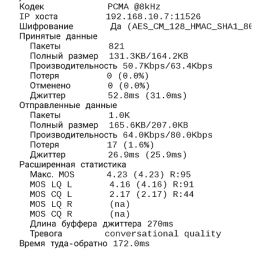 Кодек PCMA @8kHz
IP хоста 192.168.10.7:11526
Шифрование Да (AES_CM_128_HMAC_SHA1_80
Принятые данные
Пакеты 821
Полный размер 131.3KB/164.2KB
Производительность 50.7Kbps/63.4Kbps
Потеря 0 (0.0%)
Отменено 0 (0.0%)
Джиттер 52.8ms (31.0ms)
Отправленные данные
Пакеты 1.0K
Полный размер 165.6KB/207.0KB
Производительность 64.0Kbps/80.0Kbps
Потеря 17 (1.6%)
Джиттер 26.9ms (25.9ms)
Расширенная статистика
Макс. MOS 4.23 (4.23) R:95
MOS LQ L 4.16 (4.16) R:91
MOS CQ L 2.17 (2.17) R:44
MOS LQ R (na)
MOS CQ R (na)
Длина буффера джиттера 270ms
Тревога conversational quality
Время туда-обратно 172.0ms